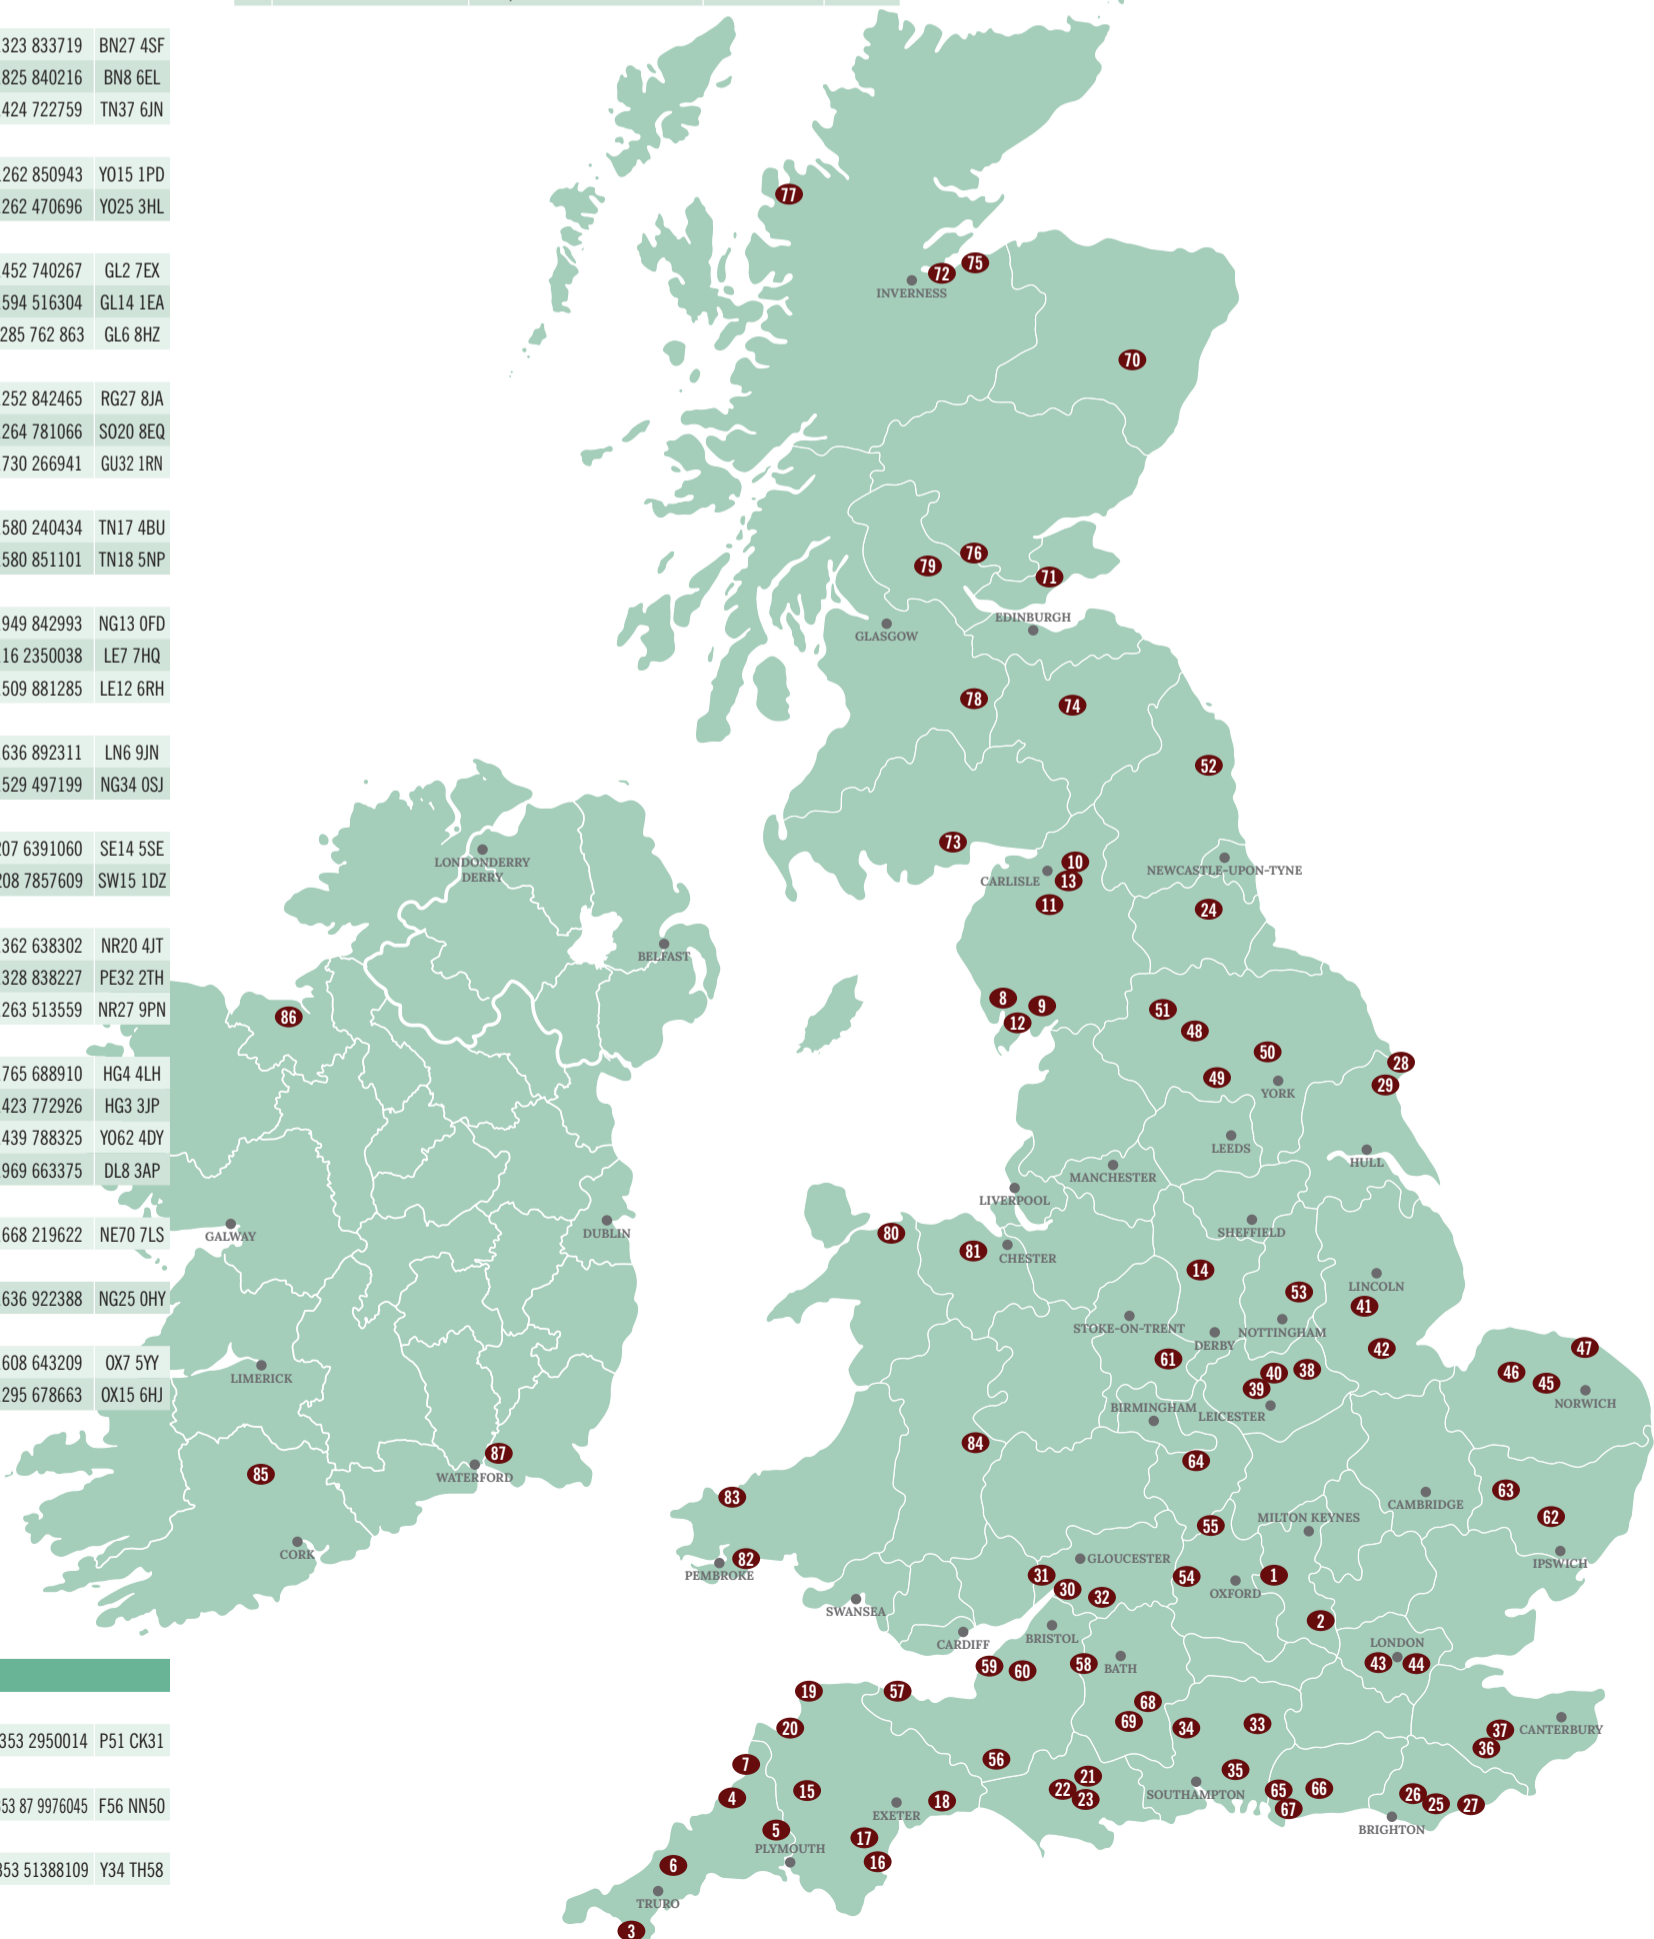 323 833719 BN27 4SF
825 840216 BN8 6EL
424 722759 TN37 6JN
262 850943 YO15 1PD
262 470696 YO25 3HL
452 740267 GL2 7EX
594 516304 GL14 1EA
285 762 863 GL6 8HZ
252 842465 RG27 8JA
264 781066 SO20 8EQ
730 266941 GU32 1RN
580 240434 TN17 4BU
580 851101 TN18 5NP
949 842993 NG13 0FD
16 2350038 LE7 7HQ
509 881285 LE12 6RH
636 892311 LN6 9JN
529 497199 NG34 0SJ
207 6391060 SE14 5SE
208 7857609 SW15 1DZ
362 638302 NR20 4JT
328 838227 PE32 2TH
263 513559 NR27 9PN
765 688910 HG4 4LH
423 772926 HG3 3JP
439 788325 YO62 4DY
969 663375 DL8 3AP
668 219622 NE70 7LS
636 922388 NG25 0HY
608 643209 OX7 5YY
295 678663 OX15 6HJ
353 2950014 P51 CK31
353 87 9976045 F56 NN50
353 51388109 Y34 TH58
77
75
72
INVERNESS
70
76
79
71
EDINBURGH
GLASGOW
78
74
52
73
10
CARLISLE
13
11
NEWCASTLE-UPON-TYNE
24
LONDONDERRY
DERRY
BELFAST
86
8
9
12
51
48
50
49
YORK
28
29
LEEDS
HULL
MANCHESTER
LIVERPOOL
SHEFFIELD
GALWAY
DUBLIN
80
81
CHESTER
14
53
LINCOLN
41
STOKE-ON-TRENT
DERBY
NOTTINGHAM
42
61
40
38
39
47
46
45
NORWICH
BIRMINGHAM
LEICESTER
LIMERICK
85
87
WATERFORD
CORK
84
64
63
CAMBRIDGE
62
MILTON KEYNES
55
IPSWICH
83
82
PEMBROKE
GLOUCESTER
31
30
32
54
OXFORD
1
SWANSEA
2
CARDIFF
BRISTOL
LONDON
43
44
59
60
58
BATH
19
57
20
68
69
34
33
37
CANTERBURY
36
7
56
4
15
21
22
23
35
SOUTHAMPTON
65
66
67
26
25
27
BRIGHTON
EXETER
18
5
PLYMOUTH
17
16
6
TRURO
3